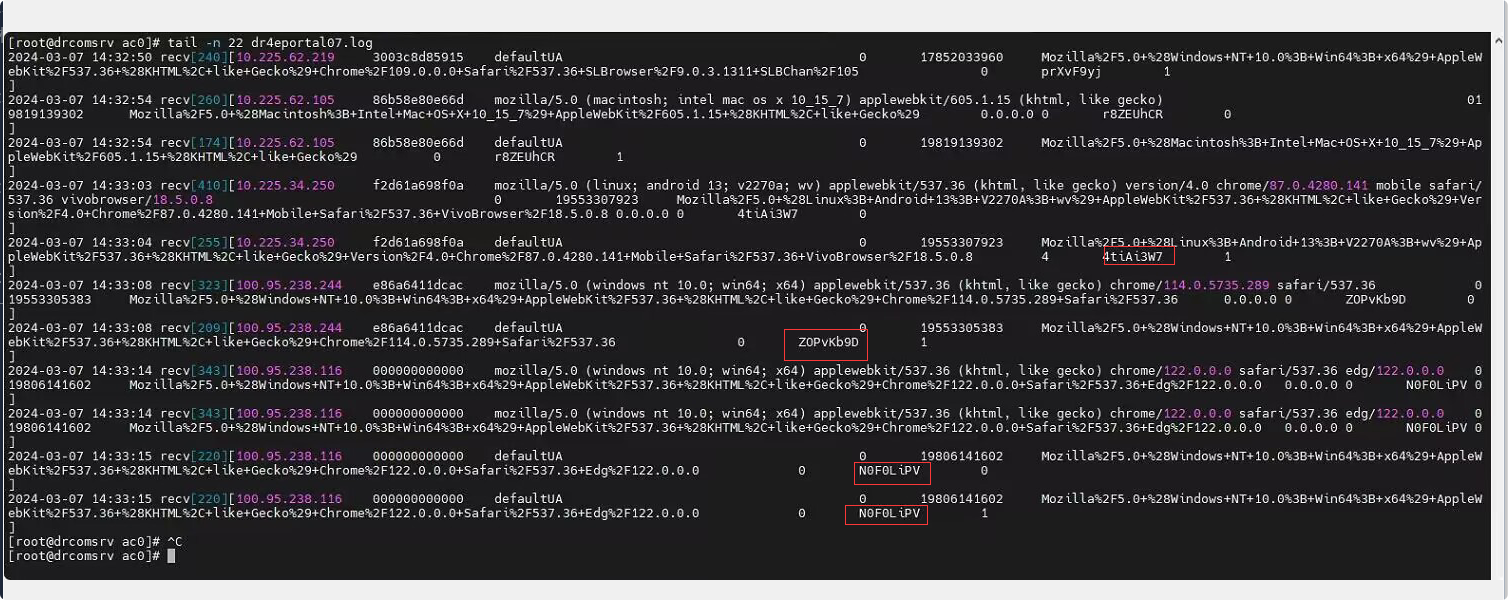 [root@drcomsrv ac0]# tail -n 22 dr4eportal07.log
2024-03-07 14:32:50 recv[240][10.225.62.219 3003c8d85915 defaultUA 0 17852033960 Mozilla%2F5.0+%28Windows+NT+10.0%3B+Win64%3B+x64%29+AppleW
ebKit%2F537.36+%28KHTML%2C+like+Gecko%29+Chrome%2F109.0.0.0+Safari%2F537.36+SLBrowser%2F9.0.3.1311+SLBChan%2F105 0 prXvF9yj 1
]
2024-03-07 14:32:54 recv[260][10.225.62.105 86b58e80e66d mozilla/5.0 (macintosh; intel mac os x 10_15_7) applewebkit/605.1.15 (khtml, like gecko) 01
9819139302 Mozilla%2F5.0+%28Macintosh%3B+Intel+Mac+OS+X+10_15_7%29+AppleWebKit%2F605.1.15+%28KHTML%2C+like+Gecko%29 0.0.0.0 0 r8ZEUhCR 0
]
2024-03-07 14:32:54 recv[174][10.225.62.105 86b58e80e66d defaultUA 0 19819139302 Mozilla%2F5.0+%28Macintosh%3B+Intel+Mac+OS+X+10_15_7%29+Ap
pleWebKit%2F605.1.15+%28KHTML%2C+like+Gecko%29 0 r8ZEUhCR 1
]
2024-03-07 14:33:03 recv[410][10.225.34.250 f2d61a698f0a mozilla/5.0 (linux; android 13; v2270a; wv) applewebkit/537.36 (khtml, like gecko) version/4.0 chrome/87.0.4280.141 mobile safari/
537.36 vivobrowser/18.5.0.8 0 19553307923 Mozilla%2F5.0+%28Linux%3B+Android+13%3B+V2270A%3B+wv%29+AppleWebKit%2F537.36+%28KHTML%2C+like+Gecko%29+Ver
sion%2F4.0+Chrome%2F87.0.4280.141+Mobile+Safari%2F537.36+VivoBrowser%2F18.5.0.8 0.0.0.0 0 4tiAi3W7 0
]
2024-03-07 14:33:04 recv[255][10.225.34.250 f2d61a698f0a defaultUA 0 19553307923 Mozilla%2F5.0+%28Linux%3B+Android+13%3B+V2270A%3B+wv%29+Ap
pleWebKit%2F537.36+%28KHTML%2C+like+Gecko%29+Version%2F4.0+Chrome%2F87.0.4280.141+Mobile+Safari%2F537.36+VivoBrowser%2F18.5.0.8 4 4tiAi3W7 1
]
2024-03-07 14:33:08 recv[323][100.95.238.244 e86a6411dcac mozilla/5.0 (windows nt 10.0; win64; x64) applewebkit/537.36 (khtml, like gecko) chrome/114.0.5735.289 safari/537.36 0
19553305383 Mozilla%2F5.0+%28Windows+NT+10.0%3B+Win64%3B+x64%29+AppleWebKit%2F537.36+%28KHTML%2C+like+Gecko%29+Chrome%2F114.0.5735.289+Safari%2F537.36 0.0.0.0 0 ZOPvKb9D 0
]
2024-03-07 14:33:08 recv[209][100.95.238.244 e86a6411dcac defaultUA 0 19553305383 Mozilla%2F5.0+%28Windows+NT+10.0%3B+Win64%3B+x64%29+AppleW
ebKit%2F537.36+%28KHTML%2C+like+Gecko%29+Chrome%2F114.0.5735.289+Safari%2F537.36 0 ZOPvKb9D 1
]
2024-03-07 14:33:14 recv[343][100.95.238.116 000000000000 mozilla/5.0 (windows nt 10.0; win64; x64) applewebkit/537.36 (khtml, like gecko) chrome/122.0.0.0 safari/537.36 edg/122.0.0.0 0
19806141602 Mozilla%2F5.0+%28Windows+NT+10.0%3B+Win64%3B+x64%29+AppleWebKit%2F537.36+%28KHTML%2C+like+Gecko%29+Chrome%2F122.0.0.0+Safari%2F537.36+Edg%2F122.0.0.0 0.0.0.0 0 N0F0LiPV 0
]
2024-03-07 14:33:14 recv[343][100.95.238.116 000000000000 mozilla/5.0 (windows nt 10.0; win64; x64) applewebkit/537.36 (khtml, like gecko) chrome/122.0.0.0 safari/537.36 edg/122.0.0.0 0
19806141602 Mozilla%2F5.0+%28Windows+NT+10.0%3B+Win64%3B+x64%29+AppleWebKit%2F537.36+%28KHTML%2C+like+Gecko%29+Chrome%2F122.0.0.0+Safari%2F537.36+Edg%2F122.0.0.0 0.0.0.0 0 N0F0LiPV 0
]
2024-03-07 14:33:15 recv[220][100.95.238.116 000000000000 defaultUA 0 19806141602 Mozilla%2F5.0+%28Windows+NT+10.0%3B+Win64%3B+x64%29+AppleW
ebKit%2F537.36+%28KHTML%2C+like+Gecko%29+Chrome%2F122.0.0.0+Safari%2F537.36+Edg%2F122.0.0.0 0 N0F0LiPV 0
]
2024-03-07 14:33:15 recv[220][100.95.238.116 000000000000 defaultUA 0 19806141602 Mozilla%2F5.0+%28Windows+NT+10.0%3B+Win64%3B+x64%29+AppleW
ebKit%2F537.36+%28KHTML%2C+like+Gecko%29+Chrome%2F122.0.0.0+Safari%2F537.36+Edg%2F122.0.0.0 0 N0F0LiPV 1
]
[root@drcomsrv ac0]# ^C
[root@drcomsrv ac0]#